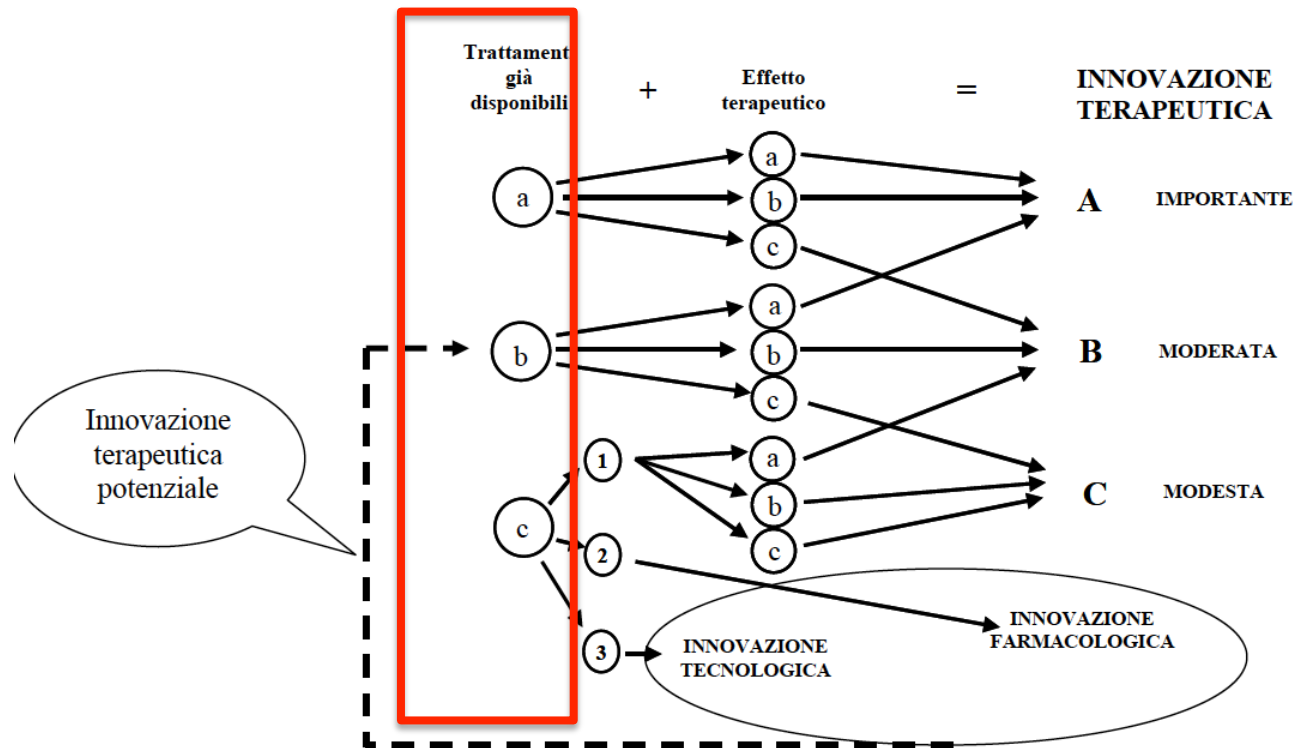 Trattament
già
disponibili
+
Effetto
terapeutico
=
INNOVAZIONE
TERAPEUTICA
a
a
b
c
A IMPORTANTE
b
a
b
c
B MODERATA
Innovazione
terapeutica
potenziale
c
1
2
3
a
b
c
C MODESTA
INNOVAZIONE
FARMACOLOGICA
INNOVAZIONE
TECNOLOGICA